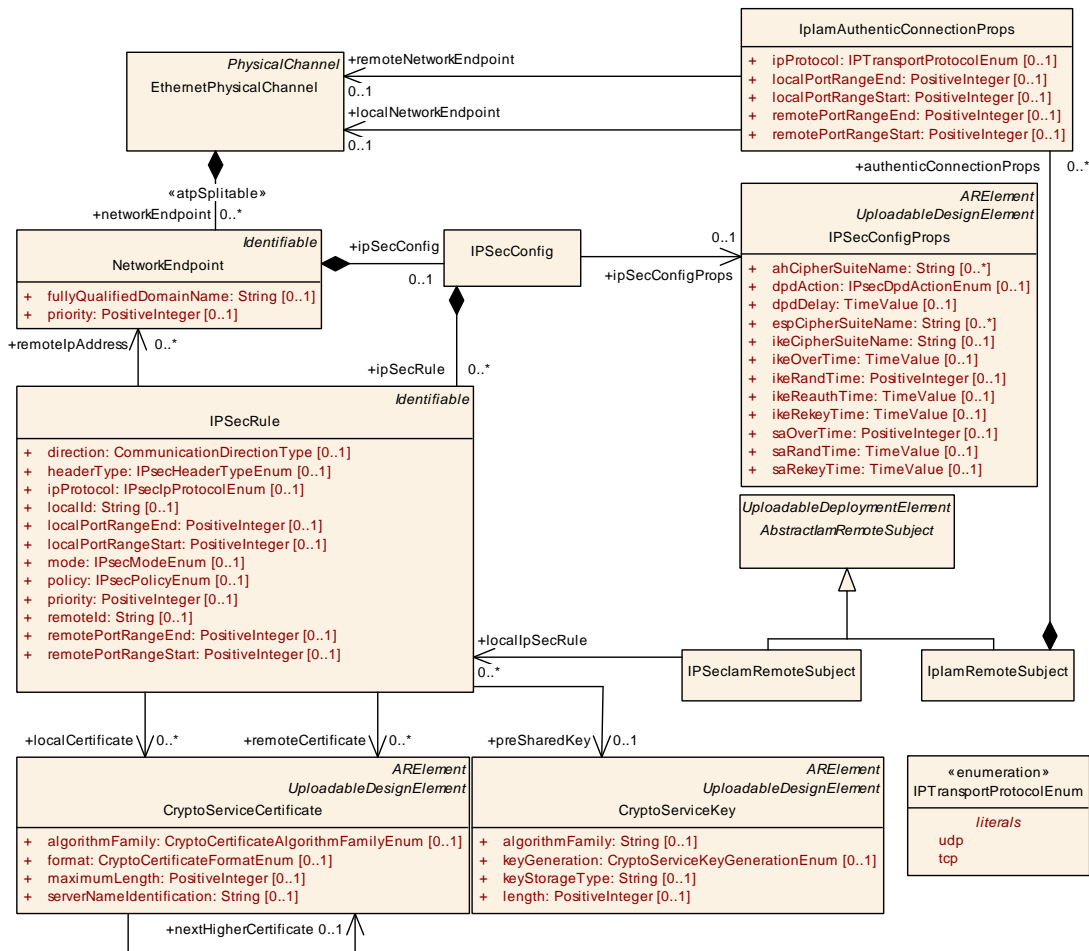 PhysicalChannel
EthernetPhysicalChannel
+remoteNetworkEndpoint
0..1
+localNetworkEndpoint
0..1
IpIamAuthenticConnectionProps
+ ipProtocol: IPTransportProtocolEnum [0..1]
+ localPortRangeEnd: PositiveInteger [0..1]
+ localPortRangeStart: PositiveInteger [0..1]
+ remotePortRangeEnd: PositiveInteger [0..1]
+ remotePortRangeStart: PositiveInteger [0..1]
+authenticConnectionProps 0..*
«atpSplitable»
+networkEndpoint 0..*
Identifiable
NetworkEndpoint
+ fullyQualifiedDomainName: String [0..1]
+ priority: PositiveInteger [0..1]
+ipSecConfig
0..1
IPSecConfig
0..1
+ipSecConfigProps
ARElement
UploadableDesignElement
IPSecConfigProps
+ ahCipherSuiteName: String [0..*]
+ dpdAction: IPsecDpdActionEnum [0..1]
+ dpdDelay: TimeValue [0..1]
+ espCipherSuiteName: String [0..*]
+ ikeCipherSuiteName: String [0..1]
+ ikeOverTime: TimeValue [0..1]
+ ikeRandTime: PositiveInteger [0..1]
+ ikeReauthTime: TimeValue [0..1]
+ ikeRekeyTime: TimeValue [0..1]
+ saOverTime: PositiveInteger [0..1]
+ saRandTime: TimeValue [0..1]
+ saRekeyTime: TimeValue [0..1]
+remoteIpAddress 0..*
+ipSecRule 0..*
Identifiable
IPSecRule
+ direction: CommunicationDirectionType [0..1]
+ headerType: IPsecHeaderTypeEnum [0..1]
+ ipProtocol: IPsecIpProtocolEnum [0..1]
+ localId: String [0..1]
+ localPortRangeEnd: PositiveInteger [0..1]
+ localPortRangeStart: PositiveInteger [0..1]
+ mode: IPsecModeEnum [0..1]
+ policy: IPsecPolicyEnum [0..1]
+ priority: PositiveInteger [0..1]
+ remoteId: String [0..1]
+ remotePortRangeEnd: PositiveInteger [0..1]
+ remotePortRangeStart: PositiveInteger [0..1]
UploadableDeploymentElement
AbstractIamRemoteSubject
+localIpSecRule
0..*
IPSecIamRemoteSubject
IpIamRemoteSubject
+localCertificate 0..*
+remoteCertificate 0..*
+preSharedKey 0..1
ARElement
UploadableDesignElement
CryptoServiceCertificate
+ algorithmFamily: CryptoCertificateAlgorithmFamilyEnum [0..1]
+ format: CryptoCertificateFormatEnum [0..1]
+ maximumLength: PositiveInteger [0..1]
+ serverNameIdentification: String [0..1]
+nextHigherCertificate 0..1
ARElement
UploadableDesignElement
CryptoServiceKey
+ algorithmFamily: String [0..1]
+ keyGeneration: CryptoServiceKeyGenerationEnum [0..1]
+ keyStorageType: String [0..1]
+ length: PositiveInteger [0..1]
«enumeration»
IPTransportProtocolEnum
literals
udp
tcp